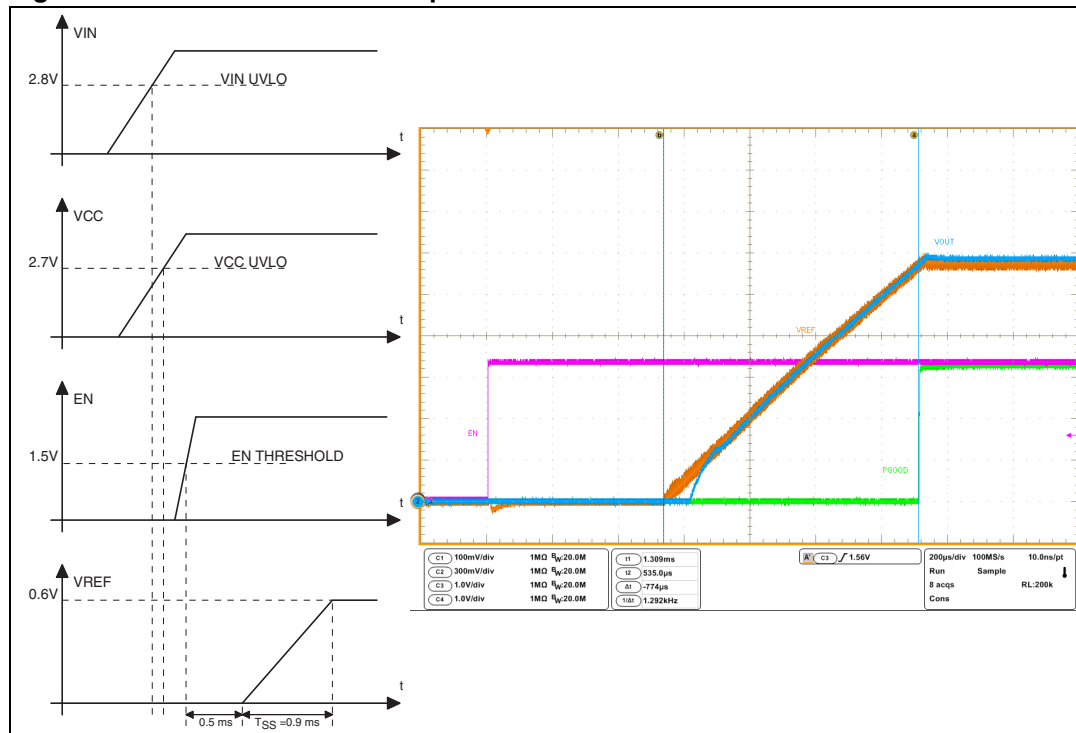 VIN
2.8V
VIN UVLO
t
VCC
2.7V
VCC UVLO
t
EN
1.5V
EN THRESHOLD
t
VREF
0.6V
t
0.5 ms
TSS =0.9 ms
b
a
VOUT
VREF
EN
PGOOD
2
C1 100mV/div 1MΩ BW:20.0M
C2 300mV/div 1MΩ BW:20.0M
C3 1.0V/div 1MΩ BW:20.0M
C4 1.0V/div 1MΩ BW:20.0M
t1 1.309ms
t2 535.0µs
Δt -774µs
1/Δt 1.292kHz
A' C3 1.56V
200µs/div 100MS/s 10.0ns/pt
Run Sample
8 acqs RL:200k
Cons